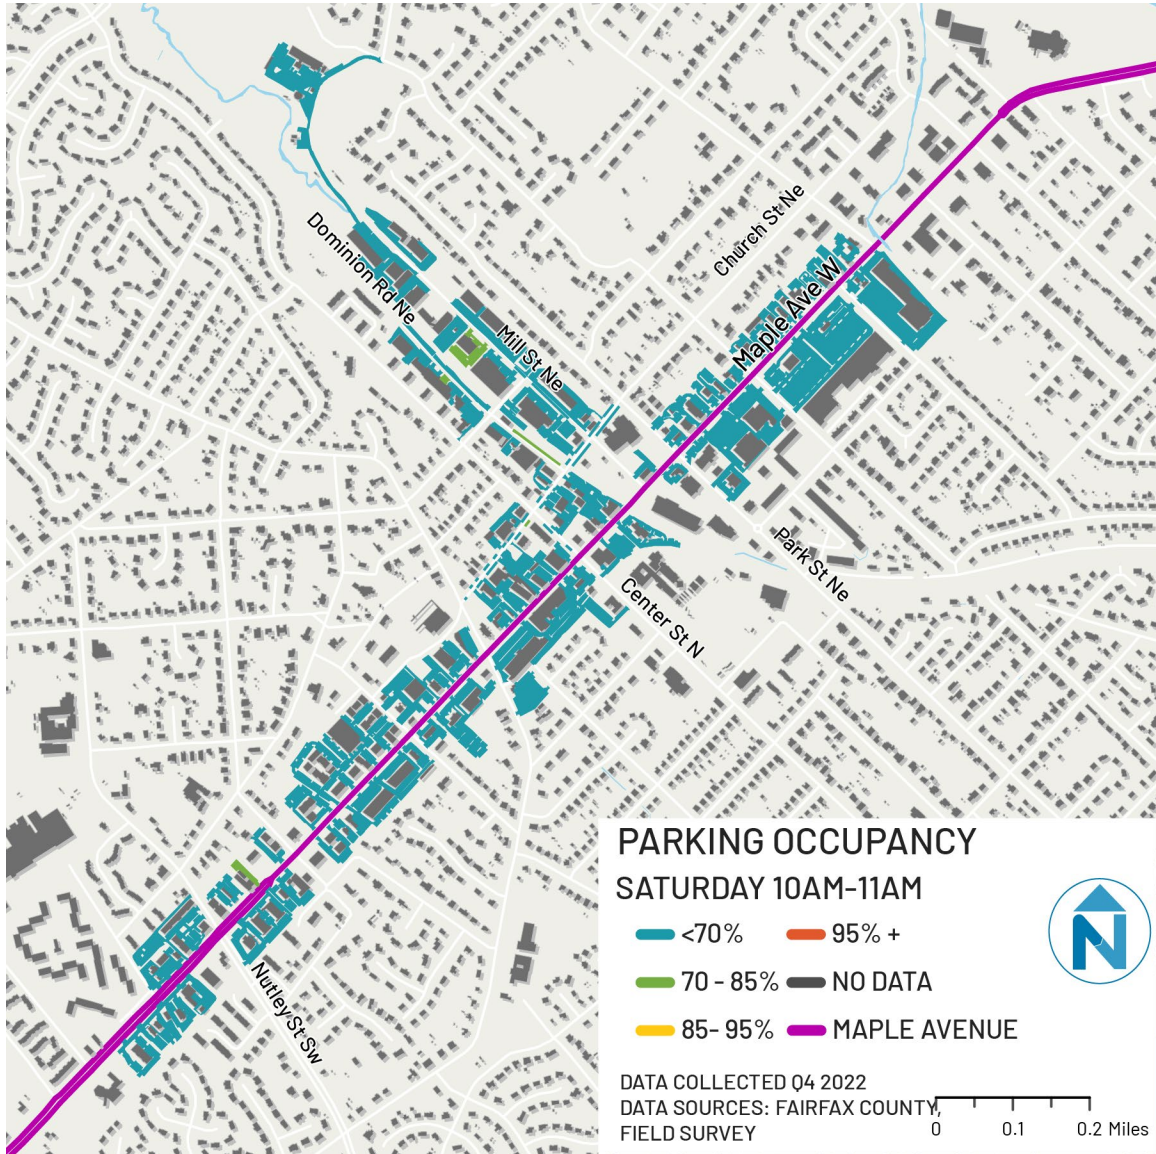 Church St Ne
Dominion Rd Ne
Maple Ave W
Mill St Ne
Park St Ne
Center St N
Nutley St Sw
PARKING OCCUPANCY
SATURDAY 10AM-11AM
<70%
95% +
70 - 85%
NO DATA
85- 95%
MAPLE AVENUE
N
DATA COLLECTED Q4 2022
DATA SOURCES: FAIRFAX COUNTY,
FIELD SURVEY
0 0.1 0.2 Miles